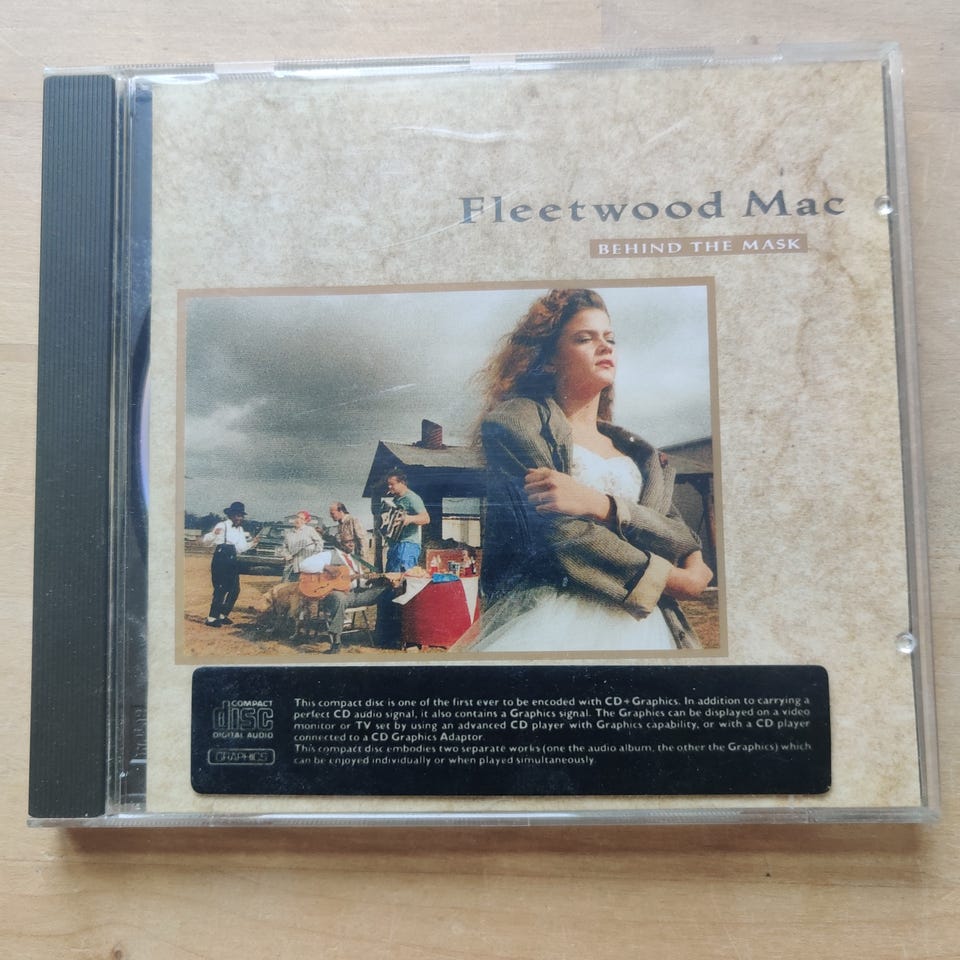 Fleetwood Mac
BEHIND THE MASK
COMPACT
disc
DIGITAL AUDIO
GRAPHICS
This compact disc is one of the first ever to be encoded with CD+Graphics. In addition to carrying a
perfect CD audio signal, it also contains a Graphics signal. The Graphics can be displayed on a video
monitor or TV set by using an advanced CD player with Graphics capability, or with a CD player
connected to a CD Graphics Adaptor.
This compact disc embodies two separate works (one the audio album, the other the Graphics) which
can be enjoyed individually or when played simultaneously.